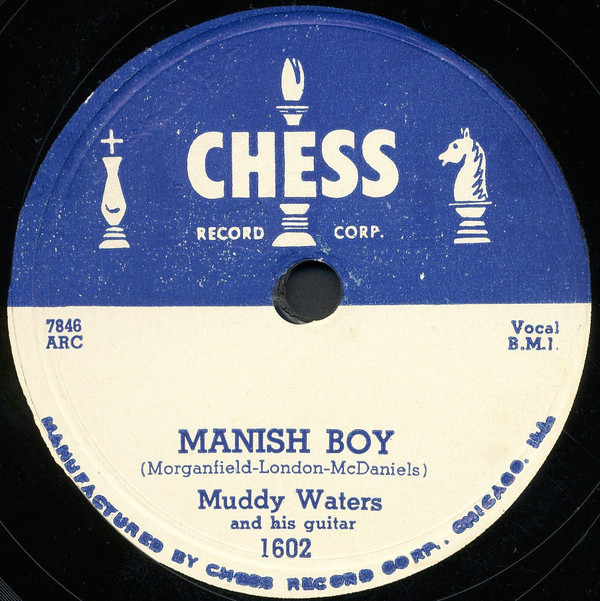 CHESS
RECORD CORP.
7846
ARC
Vocal
B.M.I.
MANISH BOY
(Morganfield-London-McDaniels)
Muddy Waters
and his guitar
1602
MANUFACTURED BY CHESS RECORD CORP., CHICAGO, ILL.